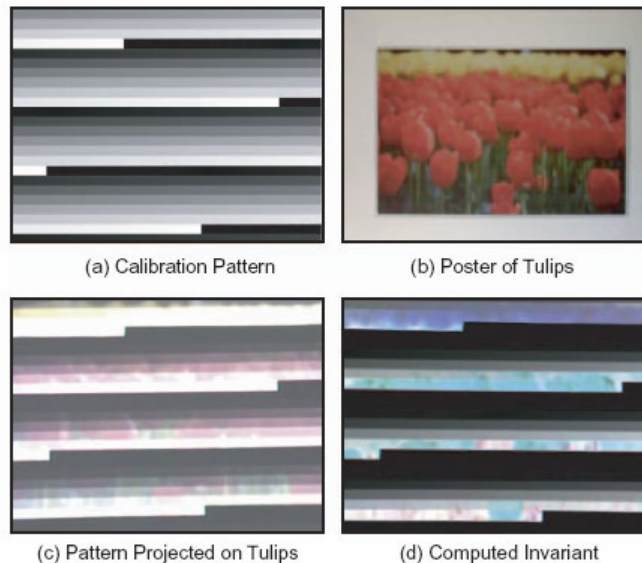 (a) Calibration Pattern
(b) Poster of Tulips
(c) Pattern Projected on Tulips
(d) Computed Invariant